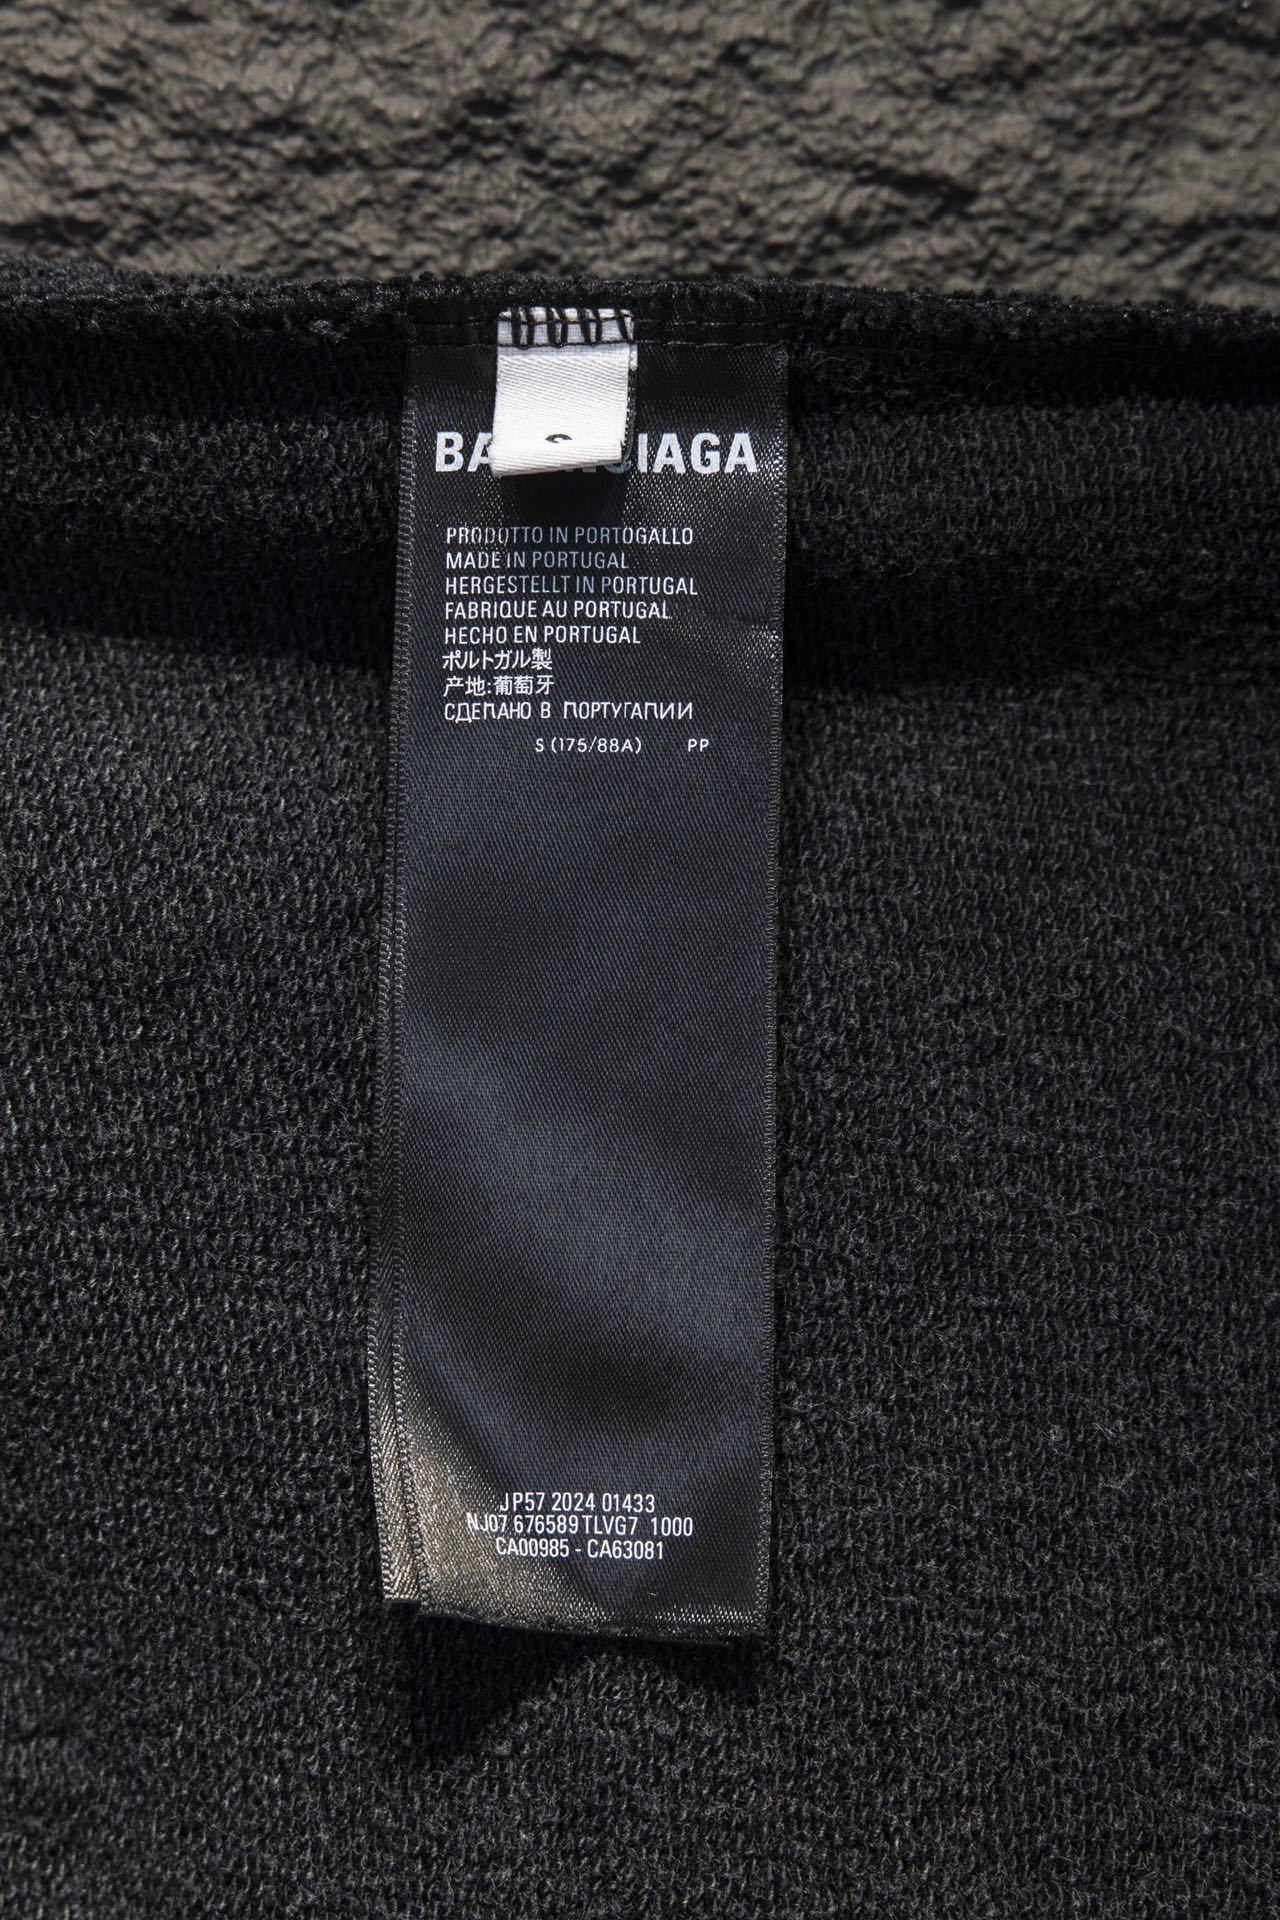 S
PRODOTTO IN PORTOGALLO
MADE IN PORTUGAL
HERGESTELLT IN PORTUGAL
FABRIQUE AU PORTUGAL
HECHO EN PORTUGAL
ポルトガル製
产地:葡萄牙
СДЕЛАНО В ПОРТУГАЛИИ
S (175/88A) PP
JP57 2024 01433
NJ07 676589 TLVG7 1000
CA00985 - CA63081